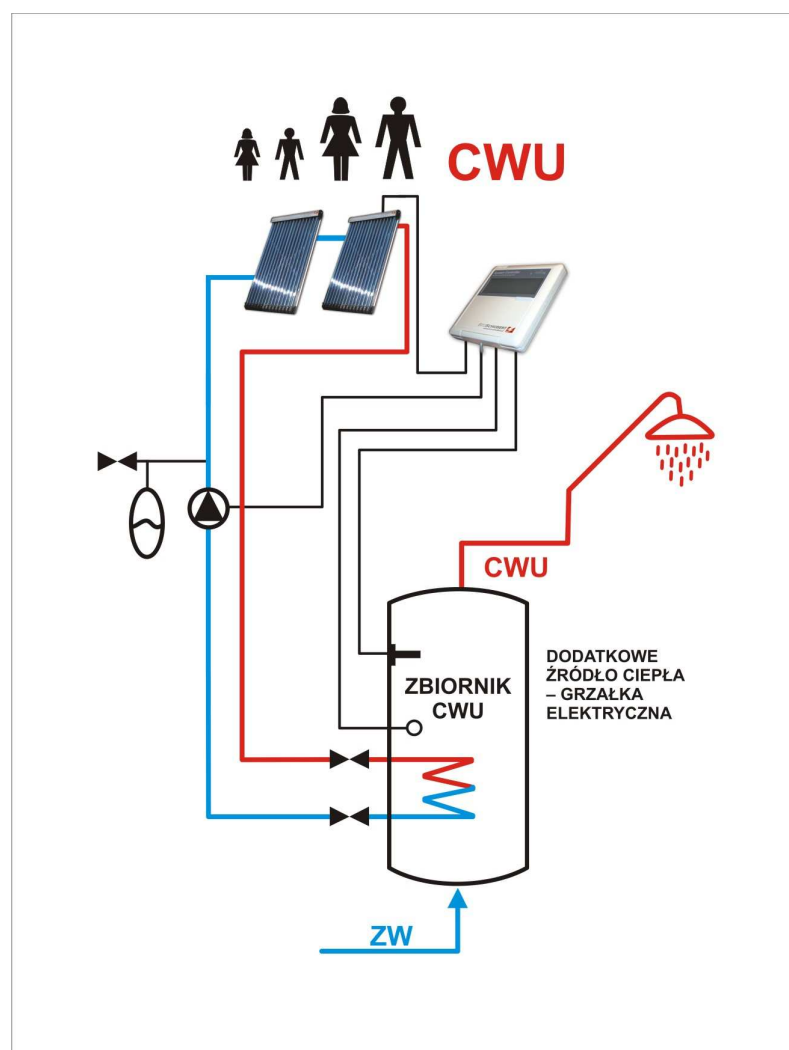 CWU
CWU
DODATKOWE
ŹRÓDŁO CIEPŁA
– GRZAŁKA
ELEKTRYCZNA
ZBIORNIK
CWU
ZW